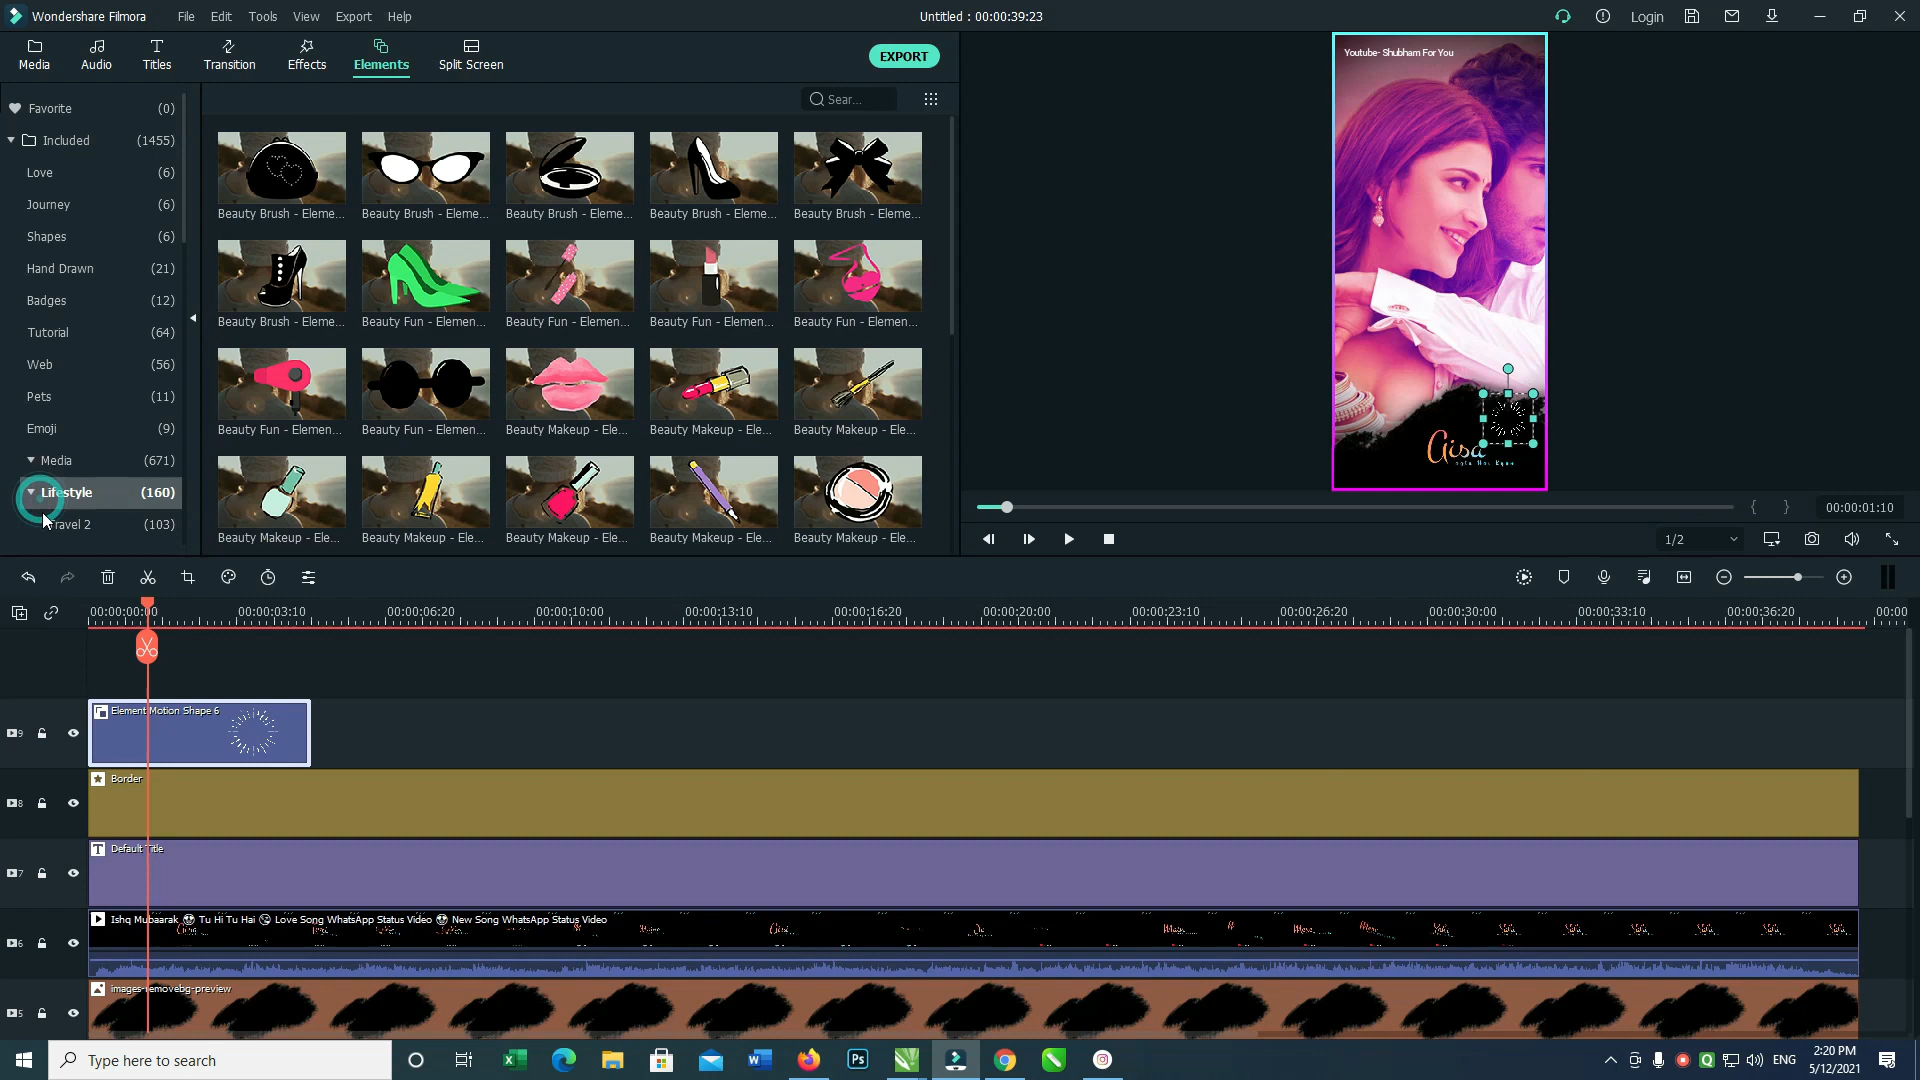 Wondershare Filmora
File Edit Tools View Export Help
Untitled : 00:00:39:23
Login
Media
Audio
Titles
Transition
Effects
Elements
Split Screen
EXPORT
Favorite (0)
Included (1455)
Love (6)
Journey (6)
Shapes (6)
Hand Drawn (21)
Badges (12)
Tutorial (64)
Web (56)
Pets (11)
Emoji (9)
Media (671)
Lifestyle (160)
Travel 2 (103)
Sear...
Beauty Brush - Eleme... Beauty Brush - Eleme... Beauty Brush - Eleme... Beauty Brush - Eleme... Beauty Brush - Eleme...
Beauty Brush - Eleme... Beauty Fun - Elemen... Beauty Fun - Elemen... Beauty Fun - Elemen... Beauty Fun - Elemen...
Beauty Fun - Elemen... Beauty Fun - Elemen... Beauty Makeup - Ele... Beauty Makeup - Ele... Beauty Makeup - Ele...
Beauty Makeup - Ele... Beauty Makeup - Ele... Beauty Makeup - Ele... Beauty Makeup - Ele... Beauty Makeup - Ele...
Youtube- Shubham For You
Aisa
00:00:01:10
1/2
00:00:00:00 00:00:03:10 00:00:06:20 00:00:10:00 00:00:13:10 00:00:16:20 00:00:20:00 00:00:23:10 00:00:26:20 00:00:30:00 00:00:33:10 00:00:36:20 00:00
9
Element Motion Shape 6
8
Border
7
Default Title
6
Ishq Mubaarak 😍 Tu Hi Tu Hai 😘 Love Song WhatsApp Status Video 😍 New Song WhatsApp Status Video
5
images-removebg-preview
Type here to search
ENG
2:20 PM
5/12/2021